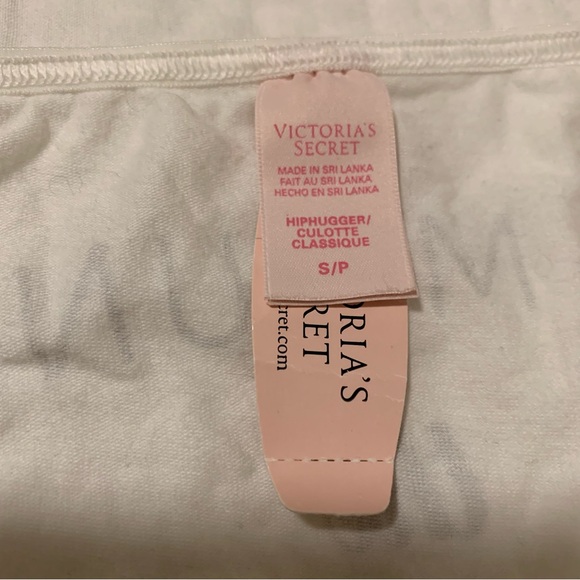 VICTORIA'S
SECRET
MADE IN SRI LANKA
FAIT AU SRI LANKA
HECHO EN SRI LANKA
HIPHUGGER/
CULOTTE
CLASSIQUE
S/P
ORIA'S
RET
cret.com